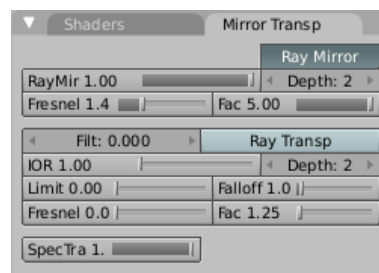 Shaders Mirror Transp
Ray Mirror
RayMir 1.00 Depth: 2
Fresnel 1.4 Fac 5.00
Filt: 0.000 Ray Transp
IOR 1.00 Depth: 2
Limit 0.00 Falloff 1.0
Fresnel 0.0 Fac 1.25
SpecTra 1.